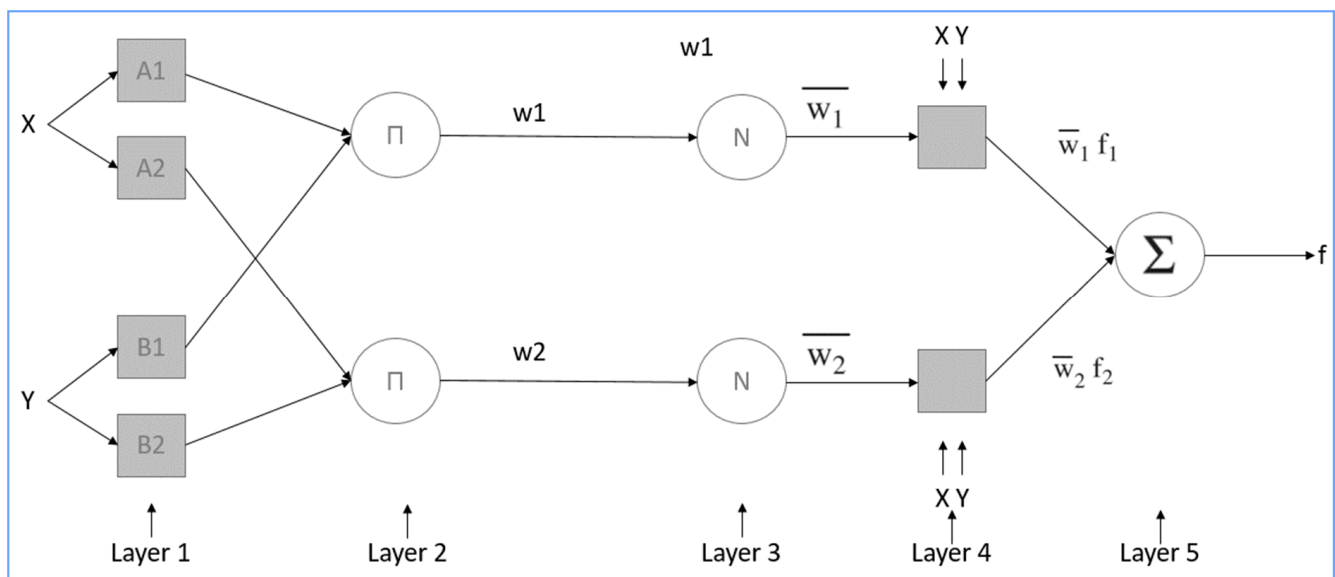 w1
X Y
A1
X
A2
Π
w1
N
w̅₁
w̅₁ f₁
Σ
f
B1
Y
B2
Π
w2
N
w̅₂
w̅₂ f₂
X Y
Layer 1
Layer 2
Layer 3
Layer 4
Layer 5